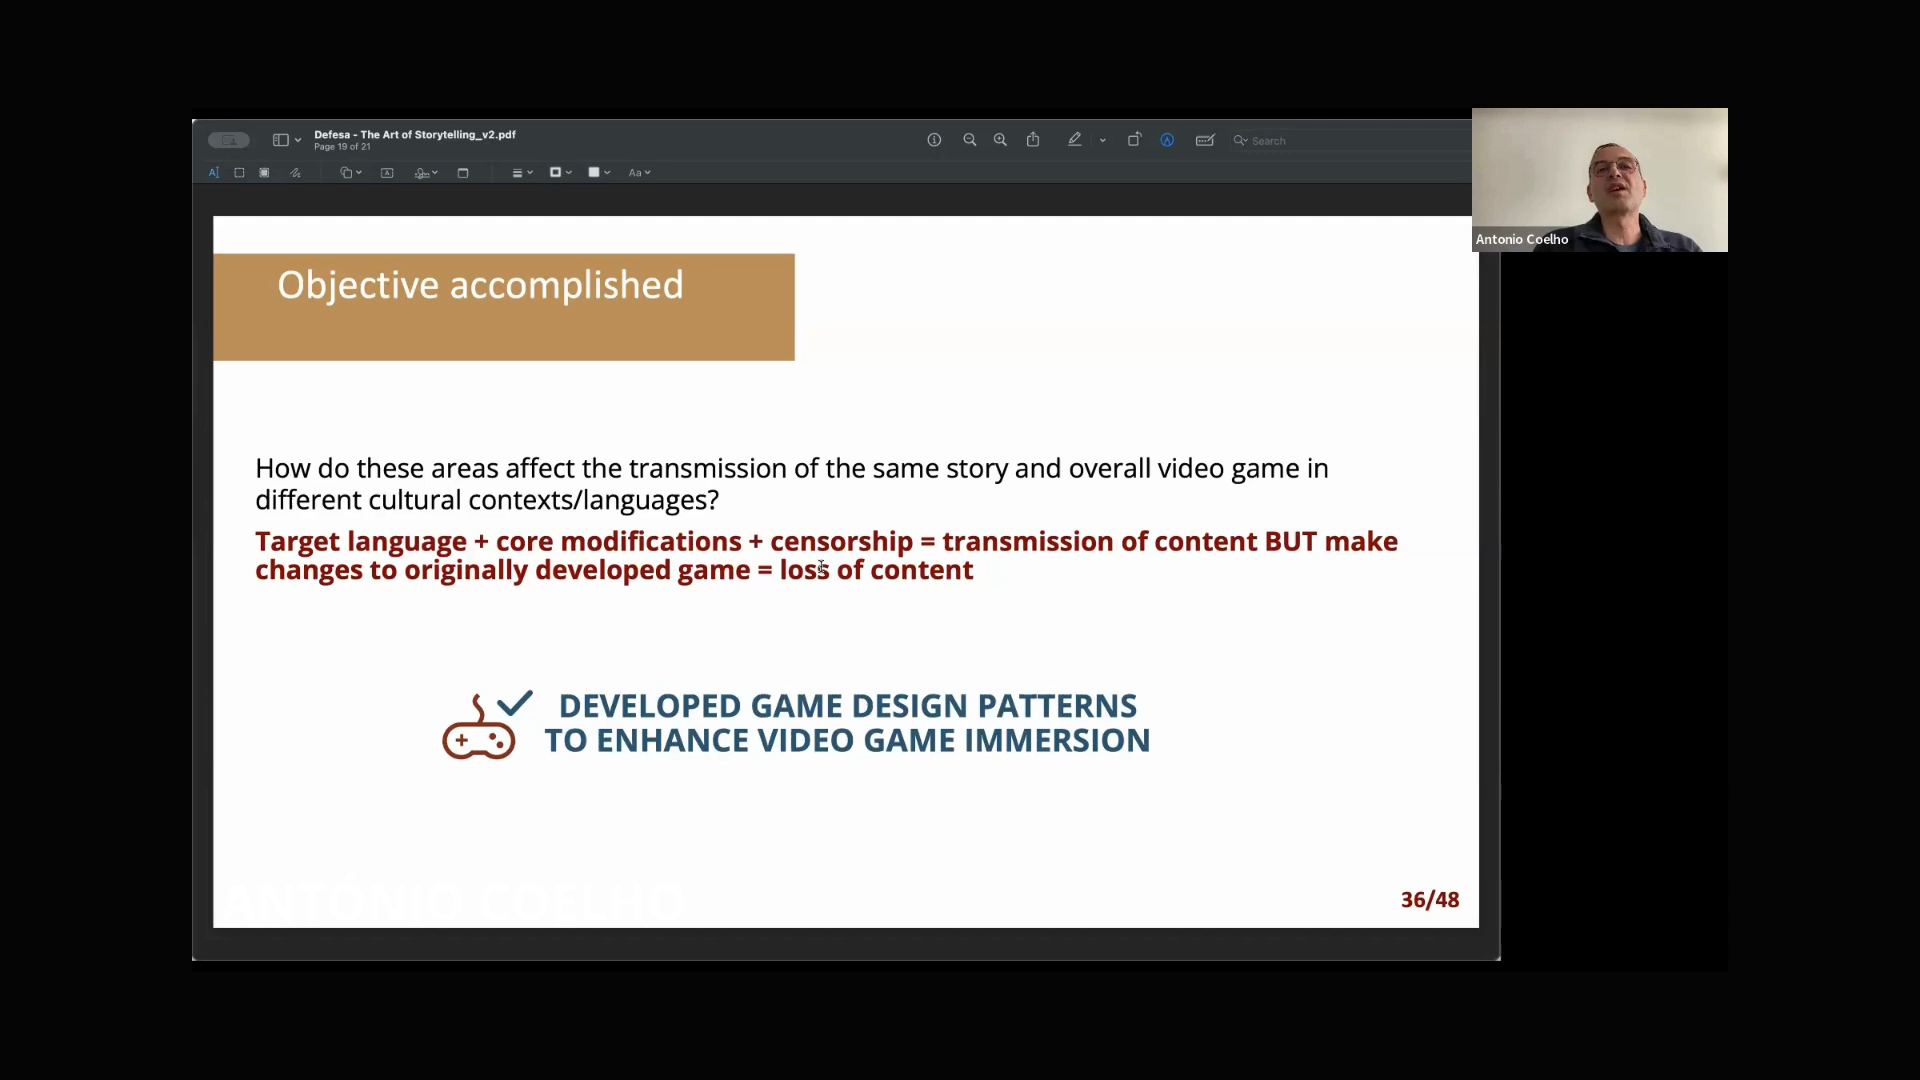 Defesa - The Art of Storytelling_v2.pdf
Page 19 of 21
Search
Aa
Antonio Coelho
Objective accomplished
How do these areas affect the transmission of the same story and overall video game in
different cultural contexts/languages?
Target language + core modifications + censorship = transmission of content BUT make
changes to originally developed game = loss of content
DEVELOPED GAME DESIGN PATTERNS
TO ENHANCE VIDEO GAME IMMERSION
ANTÓNIO COELHO
36/48